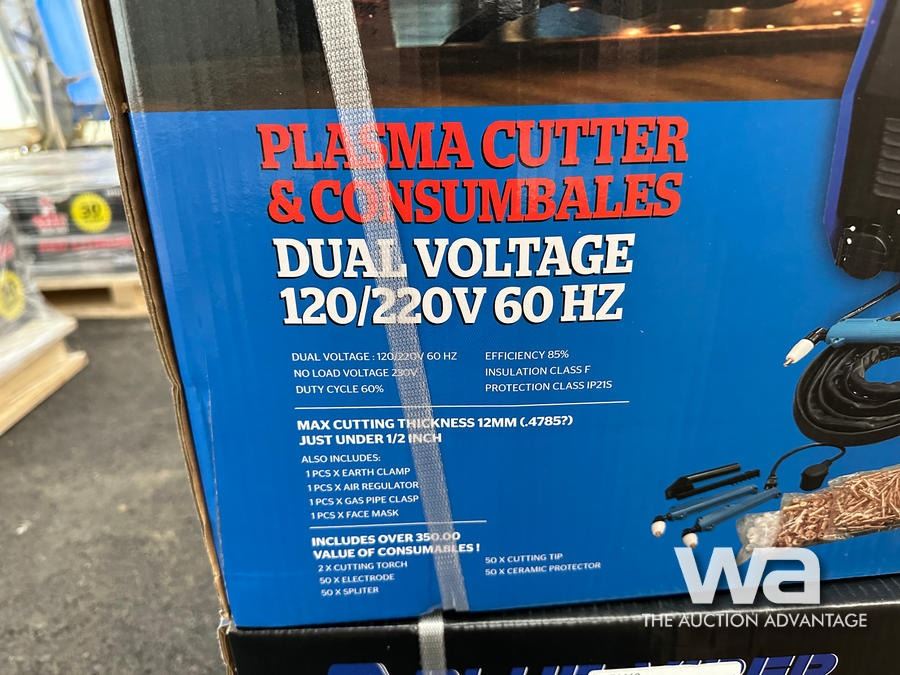 PLASMA CUTTER
& CONSUMBALES
DUAL VOLTAGE
120/220V 60 HZ
DUAL VOLTAGE : 120/220V 60 HZ
NO LOAD VOLTAGE 230V
DUTY CYCLE 60%
EFFICIENCY 85%
INSULATION CLASS F
PROTECTION CLASS IP21S
MAX CUTTING THICKNESS 12MM (.4785?)
JUST UNDER 1/2 INCH
ALSO INCLUDES:
1 PCS X EARTH CLAMP
1 PCS X AIR REGULATOR
1 PCS X GAS PIPE CLASP
1 PCS X FACE MASK
INCLUDES OVER 350.00
VALUE OF CONSUMABLES !
2 X CUTTING TORCH
50 X ELECTRODE
50 X SPLITER
50 X CUTTING TIP
50 X CERAMIC PROTECTOR
30
wa
THE AUCTION ADVANTAGE